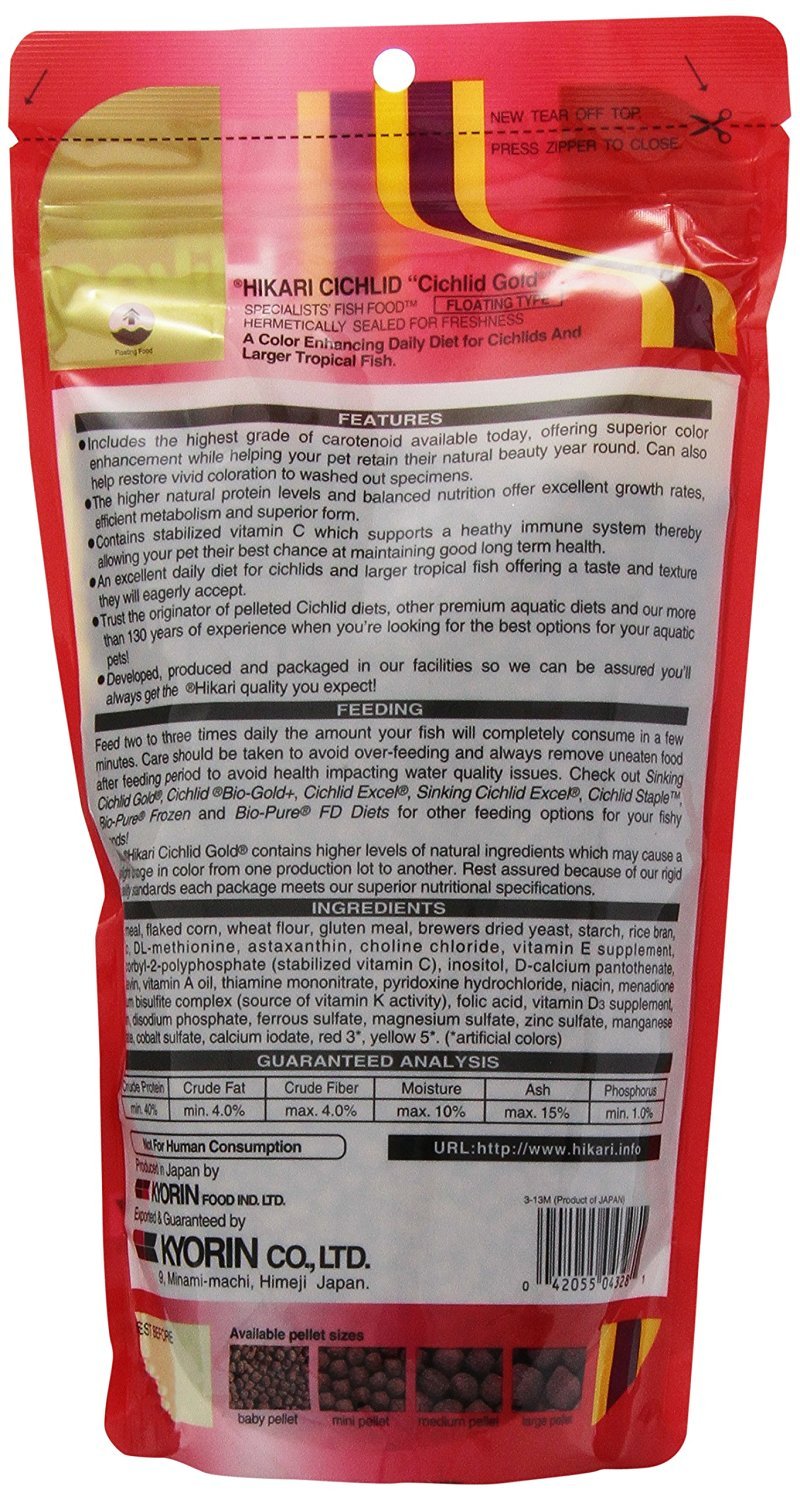 NEW TEAR OFF TOP.
PRESS ZIPPER TO CLOSE
®HIKARI CICHLID "Cichlid Gold®"
SPECIALISTS' FISH FOOD™ FLOATING TYPE
HERMETICALLY SEALED FOR FRESHNESS
A Color Enhancing Daily Diet for Cichlids And
Larger Tropical Fish.
Floating Food
FEATURES
●Includes the highest grade of carotenoid available today, offering superior color
enhancement while helping your pet retain their natural beauty year round. Can also
help restore vivid coloration to washed out specimens.
●The higher natural protein levels and balanced nutrition offer excellent growth rates,
efficient metabolism and superior form.
●Contains stabilized vitamin C which supports a heathy immune system thereby
allowing your pet their best chance at maintaining good long term health.
●An excellent daily diet for cichlids and larger tropical fish offering a taste and texture
they will eagerly accept.
●Trust the originator of pelleted Cichlid diets, other premium aquatic diets and our more
than 130 years of experience when you're looking for the best options for your aquatic
pets!
●Developed, produced and packaged in our facilities so we can be assured you'll
always get the ®Hikari quality you expect!
FEEDING
Feed two to three times daily the amount your fish will completely consume in a few
minutes. Care should be taken to avoid over-feeding and always remove uneaten food
after feeding period to avoid health impacting water quality issues. Check out Sinking
Cichlid Gold®, Cichlid ®Bio-Gold+, Cichlid Excel®, Sinking Cichlid Excel®, Cichlid Staple™,
Bio-Pure® Frozen and Bio-Pure® FD Diets for other feeding options for your fishy
®Hikari Cichlid Gold® contains higher levels of natural ingredients which may cause a
in color from one production lot to another. Rest assured because of our rigid
standards each package meets our superior nutritional specifications.
INGREDIENTS
meal, flaked corn, wheat flour, gluten meal, brewers dried yeast, starch, rice bran,
DL-methionine, astaxanthin, choline chloride, vitamin E supplement,
orbyl-2-polyphosphate (stabilized vitamin C), inositol, D-calcium pantothenate,
avin, vitamin A oil, thiamine mononitrate, pyridoxine hydrochloride, niacin, menadione
bisulfite complex (source of vitamin K activity), folic acid, vitamin D3 supplement,
disodium phosphate, ferrous sulfate, magnesium sulfate, zinc sulfate, manganese
cobalt sulfate, calcium iodate, red 3*, yellow 5*. (*artificial colors)
GUARANTEED ANALYSIS
Crude Protein Crude Fat Crude Fiber Moisture Ash Phosphorus
min. 40% min. 4.0% max. 4.0% max. 10% max. 15% min. 1.0%
Not For Human Consumption
URL:http://www.hikari.info
Produced in Japan by
KYORIN FOOD IND. LTD.
3-13M (Product of JAPAN)
Exported & Guaranteed by
KYORIN CO., LTD.
9, Minami-machi, Himeji Japan.
0 42055 04328 1
EST BEFORE
Available pellet sizes
baby pellet mini pellet medium pellet large pellet